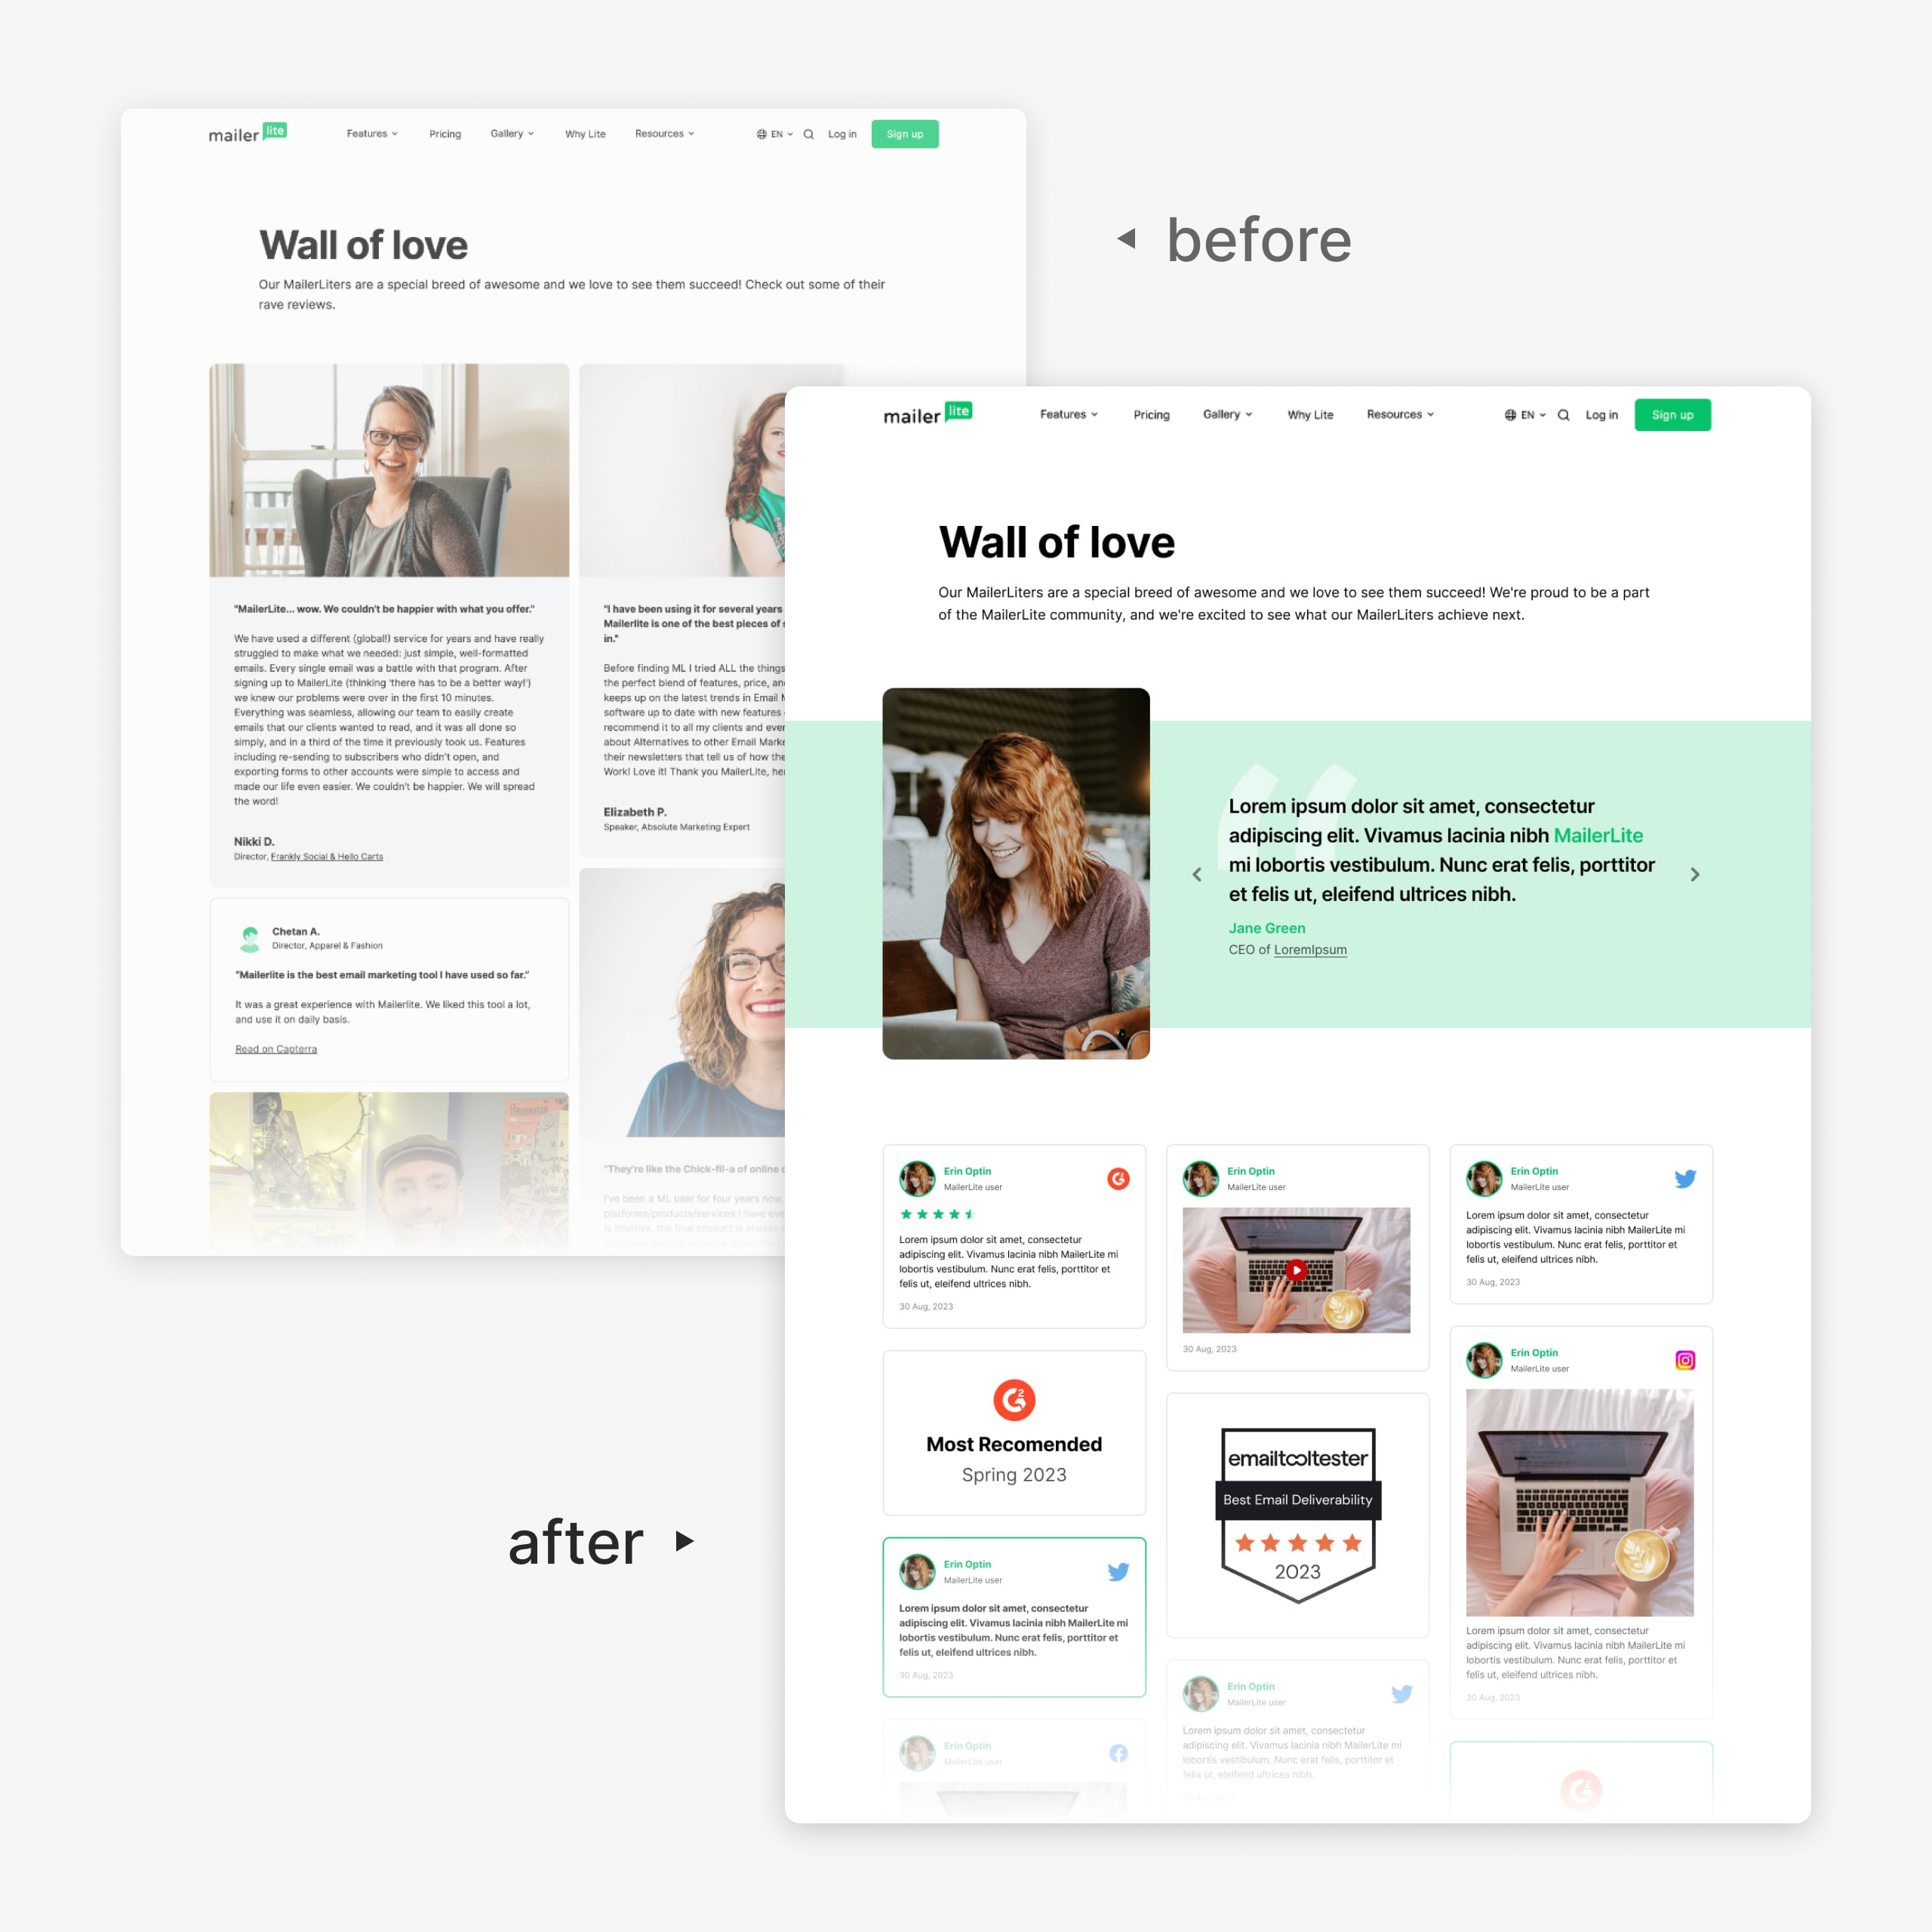 mailer lite
Features
Pricing
Gallery
Why Lite
Resources
EN
Log in
Sign up
Wall of love
Our MailerLiters are a special breed of awesome and we love to see them succeed! Check out some of their
rave reviews.
"MailerLite... wow. We couldn't be happier with what you offer."
We have used a different (global!) service for years and have really
struggled to make what we needed: just simple, well-formatted
emails. Every single email was a battle with that program. After
signing up to MailerLite (thinking 'there has to be a better way!')
we knew our problems were over in the first 10 minutes.
Everything was seamless, allowing our team to easily create
emails that our clients wanted to read, and it was all done so
simply, and in a third of the time it previously took us. Features
including re-sending to subscribers who didn't open, and
exporting forms to other accounts were simple to access and
made our life even easier. We couldn't be happier. We will spread
the word!
Nikki D.
Director, Frankly Social & Hello Carts
Chetan A.
Director, Apparel & Fashion
"Mailerlite is the best email marketing tool I have used so far."
It was a great experience with Mailerlite. We liked this tool a lot,
and use it on daily basis.
Read on Capterra
"I have been using it for several years
Mailerlite is one of the best pieces of
in."
Before finding ML I tried ALL the things
the perfect blend of features, price, an
keeps up on the latest trends in Email
software up to date with new features
recommend it to all my clients and ever
about Alternatives to other Email Marke
their newsletters that tell us of how the
Work! Love it! Thank you MailerLite, her
Elizabeth P.
Speaker, Absolute Marketing Expert
"They're like the Chick-fil-a of online
I've been a ML user for four years now.
platforms/products/services I have eve
is intuitive, the final product is always
before
after
mailer lite
Features
Pricing
Gallery
Why Lite
Resources
EN
Log in
Sign up
Wall of love
Our MailerLiters are a special breed of awesome and we love to see them succeed! We're proud to be a part
of the MailerLite community, and we're excited to see what our MailerLiters achieve next.
Lorem ipsum dolor sit amet, consectetur
adipiscing elit. Vivamus lacinia nibh MailerLite
mi lobortis vestibulum. Nunc erat felis, porttitor
et felis ut, eleifend ultrices nibh.
Jane Green
CEO of LoremIpsum
Erin Optin
MailerLite user
Lorem ipsum dolor sit amet, consectetur
adipiscing elit. Vivamus lacinia nibh MailerLite mi
lobortis vestibulum. Nunc erat felis, porttitor et
felis ut, eleifend ultrices nibh.
30 Aug, 2023
G2
Most Recomended
Spring 2023
Erin Optin
MailerLite user
Lorem ipsum dolor sit amet, consectetur
adipiscing elit. Vivamus lacinia nibh MailerLite mi
lobortis vestibulum. Nunc erat felis, porttitor et
felis ut, eleifend ultrices nibh.
30 Aug, 2023
Erin Optin
MailerLite user
Erin Optin
MailerLite user
30 Aug, 2023
emailtooltester
Best Email Deliverability
2023
Erin Optin
MailerLite user
Lorem ipsum dolor sit amet, consectetur
adipiscing elit. Vivamus lacinia nibh MailerLite mi
lobortis vestibulum. Nunc erat felis, porttitor et
felis ut, eleifend ultrices nibh.
30 Aug, 2023
Erin Optin
MailerLite user
Lorem ipsum dolor sit amet, consectetur
adipiscing elit. Vivamus lacinia nibh MailerLite mi
lobortis vestibulum. Nunc erat felis, porttitor et
felis ut, eleifend ultrices nibh.
30 Aug, 2023
Erin Optin
MailerLite user
Lorem ipsum dolor sit amet, consectetur
adipiscing elit. Vivamus lacinia nibh MailerLite mi
lobortis vestibulum. Nunc erat felis, porttitor et
felis ut, eleifend ultrices nibh.
30 Aug, 2023